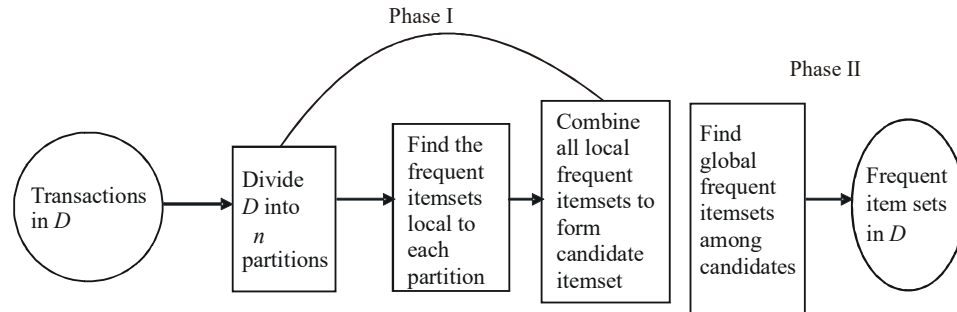 Phase I
Phase II
Transactions
in D
Divide
D into
n
partitions
Find the
frequent
itemsets
local to
each
partition
Combine
all local
frequent
itemsets to
form
candidate
itemset
Find
global
frequent
itemsets
among
candidates
Frequent
item sets
in D